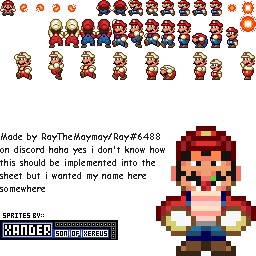 Made by RayTheMaymay/Ray#6488
on discord haha yes i don't know how
this should be implemented into the
sheet but i wanted my name here
somewhere
SPRITES BY:
XANDER SON OF XEREUS